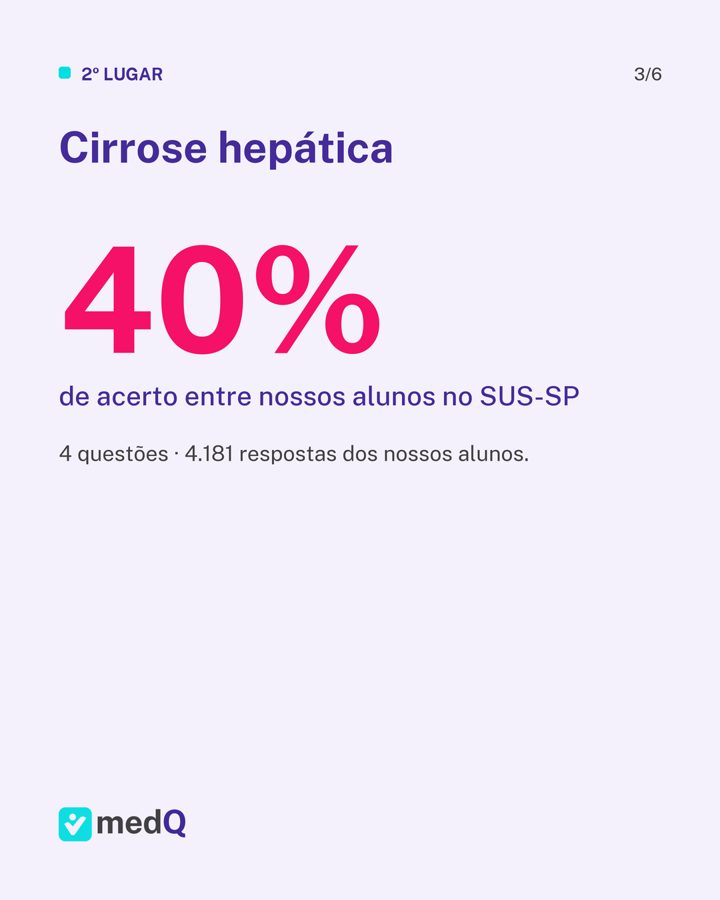 2º LUGAR
3/6
Cirrose hepática
40%
de acerto entre nossos alunos no SUS-SP
4 questões · 4.181 respostas dos nossos alunos.
medQ